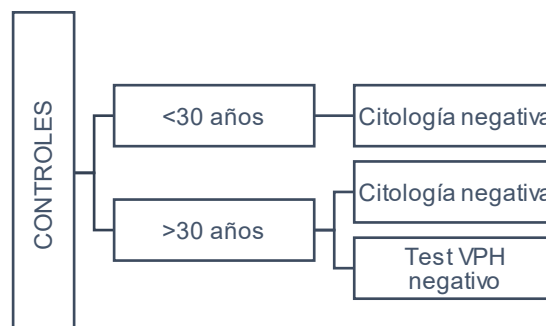 CONTROLES
<30 años
Citología negativa
>30 años
Citología negativa
Test VPH
negativo